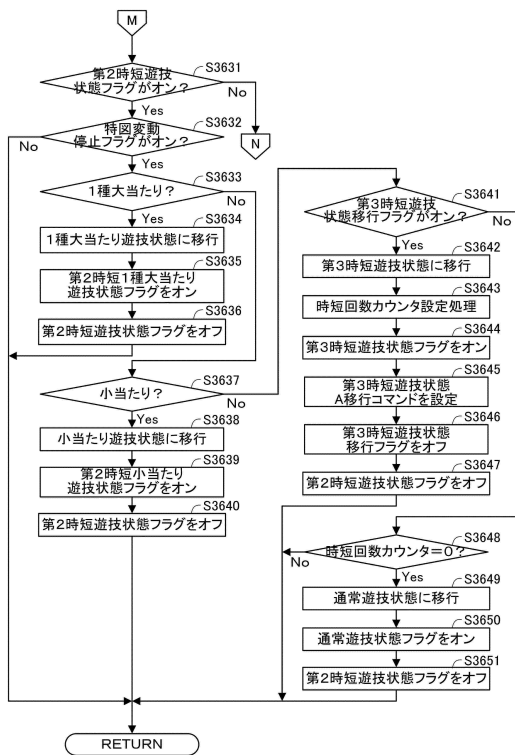 M
S3631
第2時短遊技
状態フラグがオン？
No
Yes
N
S3632
特図変動
停止フラグがオン？
No
Yes
S3633
1種大当たり？
No
Yes
S3634
1種大当たり遊技状態に移行
S3635
第2時短1種大当たり
遊技状態フラグをオン
S3636
第2時短遊技状態フラグをオフ
S3637
小当たり？
No
Yes
S3638
小当たり遊技状態に移行
S3639
第2時短小当たり
遊技状態フラグをオン
S3640
第2時短遊技状態フラグをオフ
S3641
第3時短遊技
状態移行フラグがオン？
No
Yes
S3642
第3時短遊技状態に移行
S3643
時短回数カウンタ設定処理
S3644
第3時短遊技状態フラグをオン
S3645
第3時短遊技状態
A移行コマンドを設定
S3646
第3時短遊技状態
移行フラグをオフ
S3647
第2時短遊技状態フラグをオフ
S3648
時短回数カウンタ＝0？
No
Yes
S3649
通常遊技状態に移行
S3650
通常遊技状態フラグをオン
S3651
第2時短遊技状態フラグをオフ
RETURN